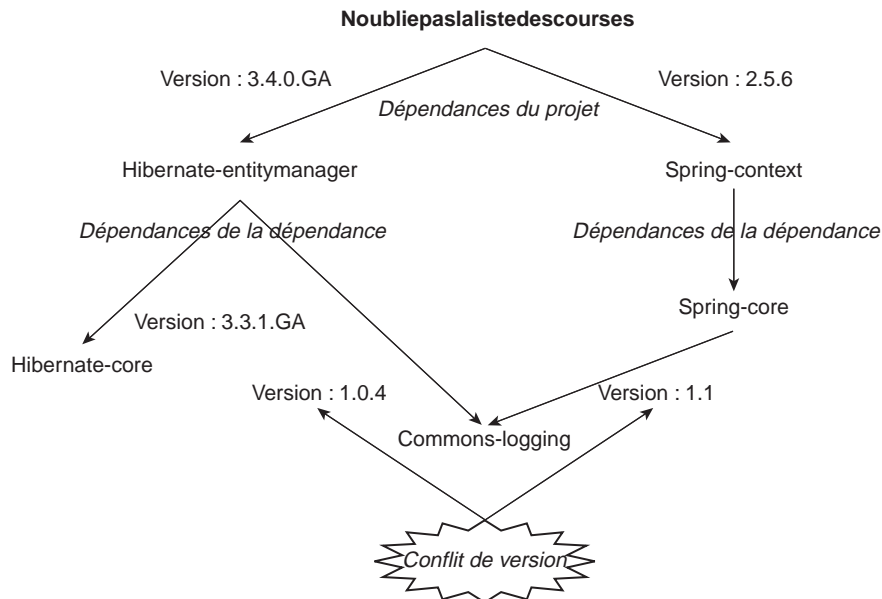 Noubliepaslalistedescourses
Version : 3.4.0.GA
Version : 2.5.6
Dépendances du projet
Hibernate-entitymanager
Spring-context
Dépendances de la dépendance
Dépendances de la dépendance
Spring-core
Version : 3.3.1.GA
Hibernate-core
Version : 1.0.4
Version : 1.1
Commons-logging
Conflit de version